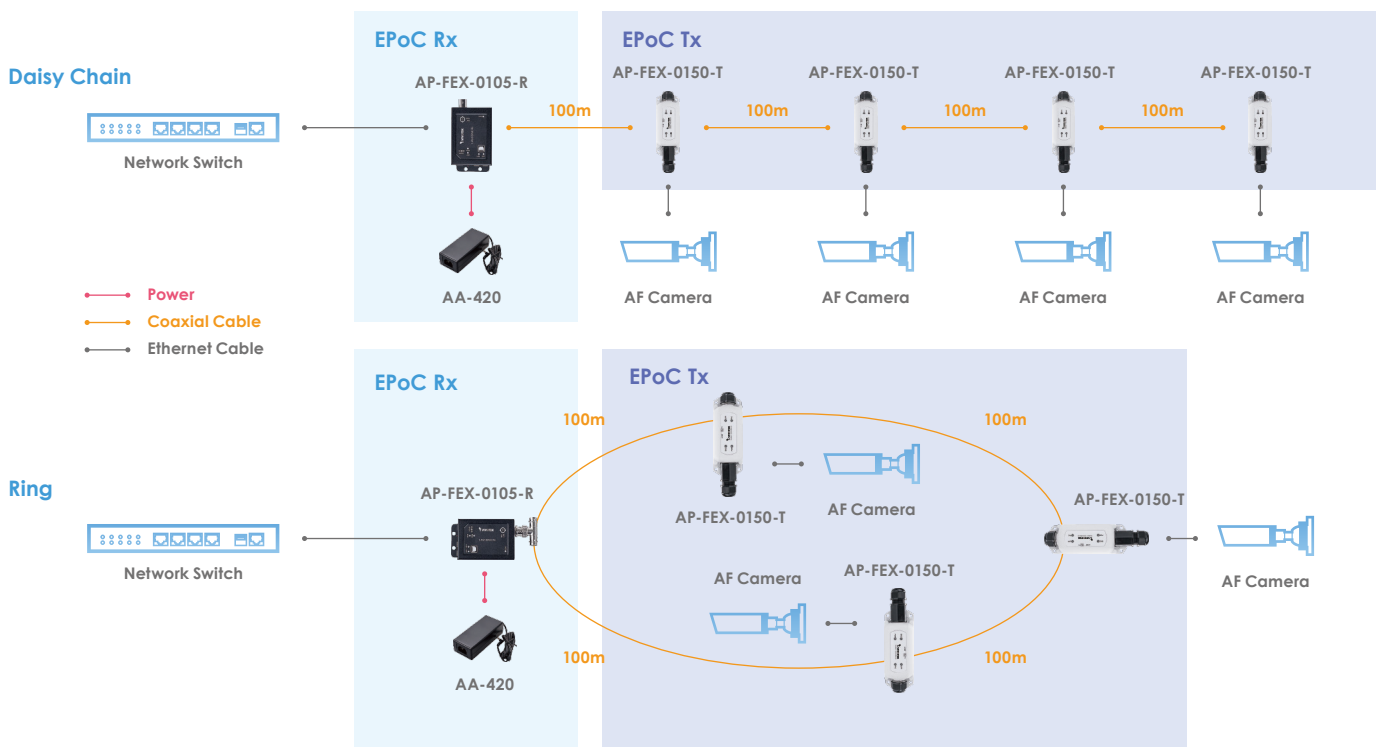 EPoC Rx
EPoC Tx
Daisy Chain
AP-FEX-0105-R
AP-FEX-0150-T
AP-FEX-0150-T
AP-FEX-0150-T
AP-FEX-0150-T
100m
100m
100m
100m
Network Switch
AA-420
AF Camera
AF Camera
AF Camera
AF Camera
Power
Coaxial Cable
Ethernet Cable
EPoC Rx
EPoC Tx
100m
100m
Ring
AP-FEX-0105-R
AP-FEX-0150-T
AF Camera
AP-FEX-0150-T
Network Switch
AF Camera
AP-FEX-0150-T
AF Camera
100m
100m
AA-420